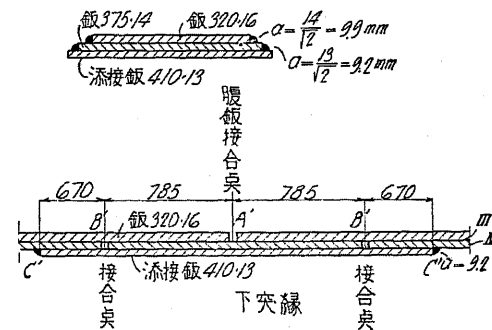 鈑375·14
鈑320·16
a=14/√2=9.9mm
a=13/√2=9.2mm
添接鈑410·13
腹鈑接合点
670
785
785
670
B'
鈑320·16
A'
B'
III
II
C'
添接鈑410·13
C'
a=9.2
接合点
接合点
下突縁